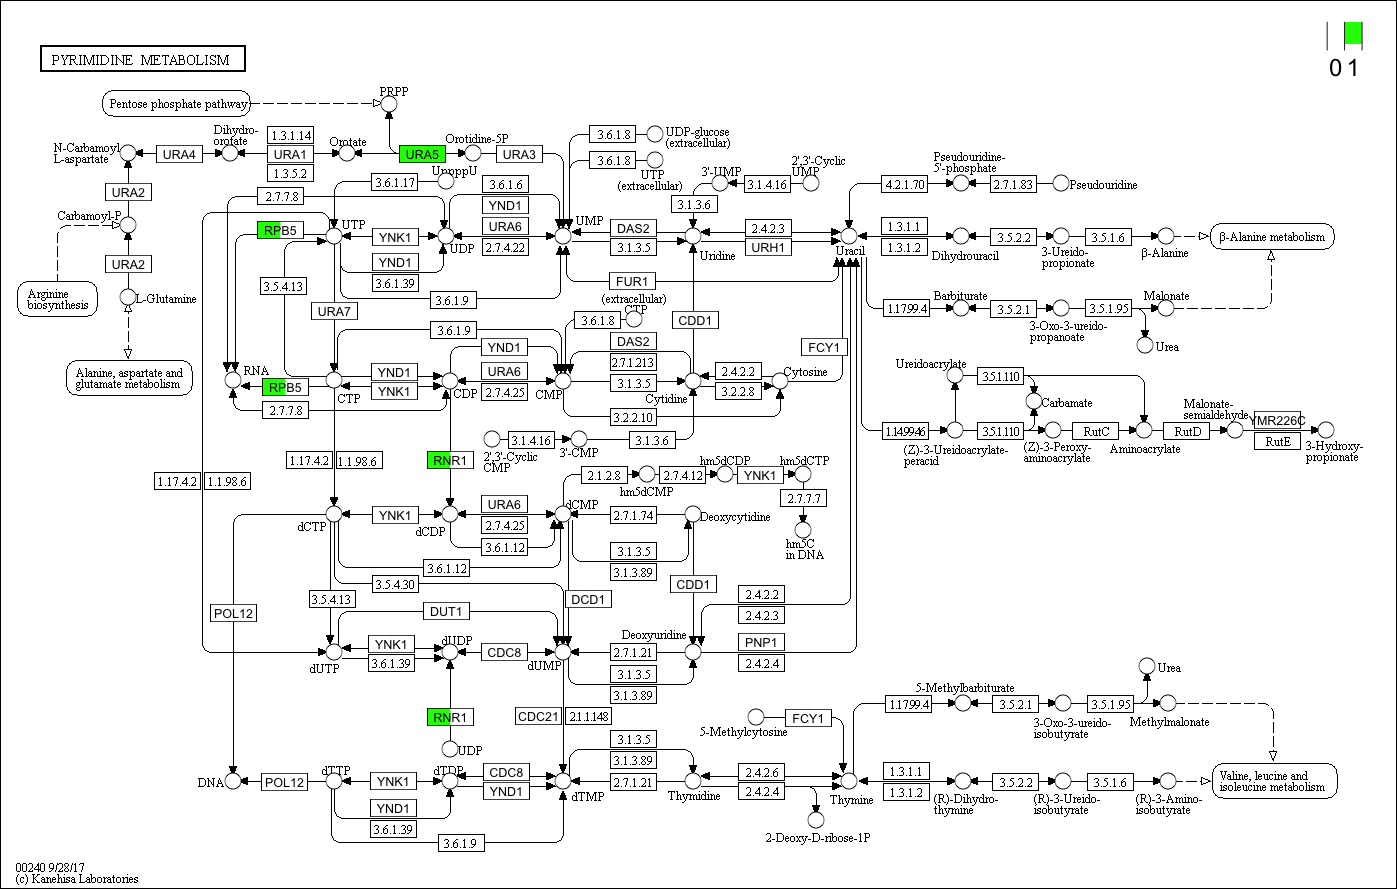 PYRIMIDINE METABOLISM
0 1
Pentose phosphate pathway
PRPP
N-Carbamoyl
L-aspartate
URA4
Dihydro-
orotate
1.3.1.14
URA1
1.3.5.2
Orotate
URA5
Orotidine-5P
URA3
3.6.1.8
UDP-glucose
(extracellular)
3.6.1.8
UTP
(extracellular)
3'-UMP
3.1.4.16
2',3'-Cyclic
UMP
3.1.3.6
Pseudouridine-
5'-phosphate
4.2.1.70
2.7.1.83
Pseudouridine
URA2
Carbamoyl-P
URA2
L-Glutamine
Arginine
biosynthesis
Alanine, aspartate and
glutamate metabolism
3.6.1.17
UppppU
2.7.7.8
3.6.1.6
YND1
RPB5
UTP
YNK1
UDP
URA6
2.7.4.22
UMP
DAS2
3.1.3.5
Uridine
2.4.2.3
URH1
Uracil
1.3.1.1
1.3.1.2
Dihydrouracil
3.5.2.2
3-Ureido-
propionate
3.5.1.6
β-Alanine
β-Alanine metabolism
YND1
3.6.1.39
3.5.4.13
3.6.1.9
FUR1
URA7
(extracellular)
CTP
3.6.1.8
CDD1
1.17.99.4
Barbiturate
3.5.2.1
3-Oxo-3-ureido-
propanoate
3.5.1.95
Malonate
Urea
3.6.1.9
YND1
DAS2
2.7.1.213
FCY1
RNA
RPB5
CTP
YND1
YNK1
CDP
URA6
2.7.4.25
CMP
3.1.3.5
Cytidine
2.4.2.2
3.2.2.8
Cytosine
2.7.7.8
3.2.2.10
Ureidoacrylate
3.5.1.110
Carbamate
1.14.99.46
(Z)-3-Ureidoacrylate-
peracid
3.5.1.110
(Z)-3-Peroxy-
aminoacrylate
RutC
Aminoacrylate
RutD
Malonate-
semialdehyde
YMR226C
RutE
3-Hydroxy-
propionate
2',3'-Cyclic
CMP
3.1.4.16
3'-CMP
3.1.3.6
1.17.4.2
1.1.98.6
RNR1
1.17.4.2
1.1.98.6
2.1.2.8
hm5dCMP
2.7.4.12
hm5dCDP
YNK1
hm5dCTP
2.7.7.7
hm5C
in DNA
dCTP
YNK1
dCDP
URA6
2.7.4.25
dCMP
2.7.1.74
Deoxycytidine
3.6.1.12
3.6.1.12
3.1.3.5
3.1.3.89
3.5.4.30
3.5.4.13
CDD1
DCD1
POL12
DUT1
2.4.2.2
2.4.2.3
dUTP
YNK1
3.6.1.39
dUDP
CDC8
dUMP
2.7.1.21
Deoxyuridine
PNP1
2.4.2.4
3.1.3.5
3.1.3.89
RNR1
UDP
CDC21
2.1.1.148
5-Methylcytosine
FCY1
1.17.99.4
5-Methylbarbiturate
3.5.2.1
3-Oxo-3-ureido-
isobutyrate
3.5.1.95
Urea
Methylmalonate
3.1.3.5
3.1.3.89
DNA
POL12
dTTP
YNK1
dTDP
CDC8
YND1
dTMP
2.7.1.21
Thymidine
2.4.2.6
2.4.2.4
Thymine
1.3.1.1
1.3.1.2
(R)-Dihydro-
thymine
3.5.2.2
(R)-3-Ureido-
isobutyrate
3.5.1.6
(R)-3-Amino-
isobutyrate
Valine, leucine and
isoleucine metabolism
YND1
3.6.1.39
3.6.1.9
2-Deoxy-D-ribose-1P
00240 9/28/17
(c) Kanehisa Laboratories